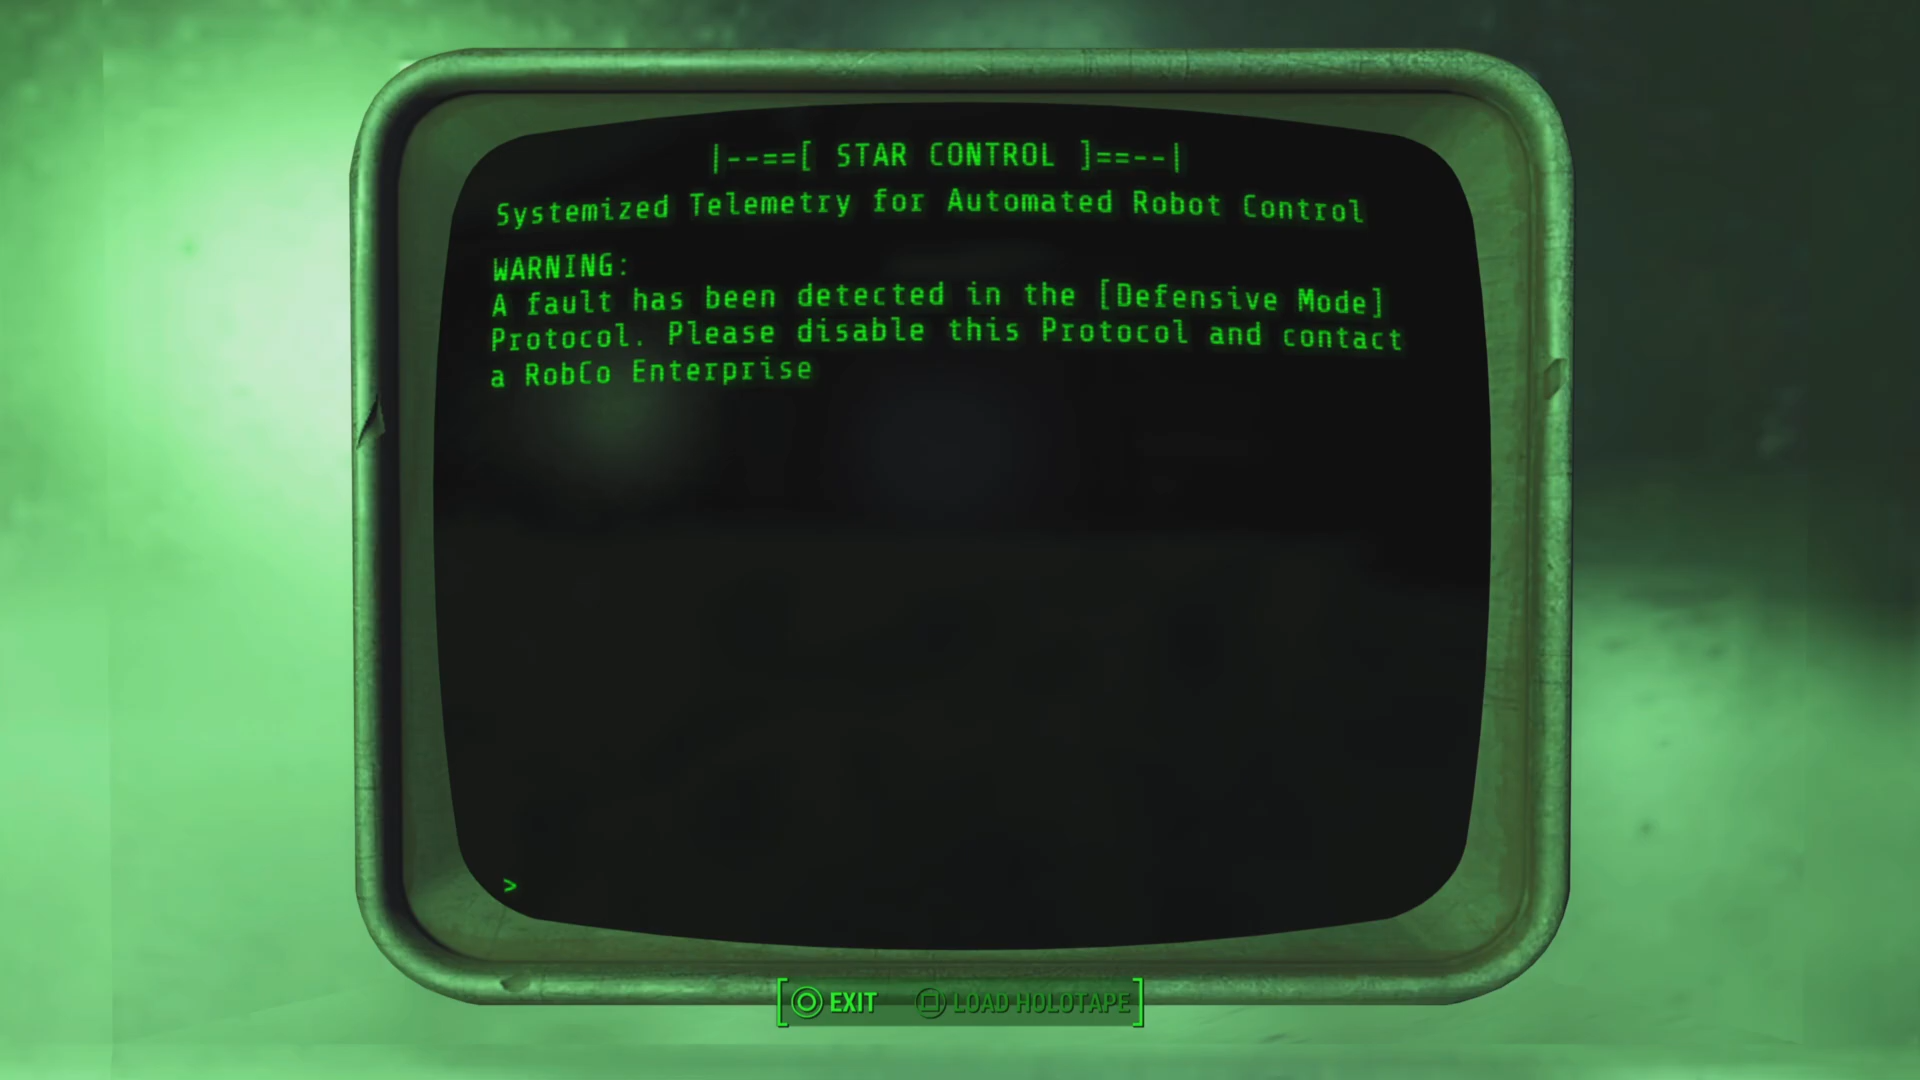 |--==[ STAR CONTROL ]==--|
Systemized Telemetry for Automated Robot Control
WARNING:
A fault has been detected in the [Defensive Mode]
Protocol. Please disable this Protocol and contact
a RobCo Enterprise
>
EXIT LOAD HOLOTAPE